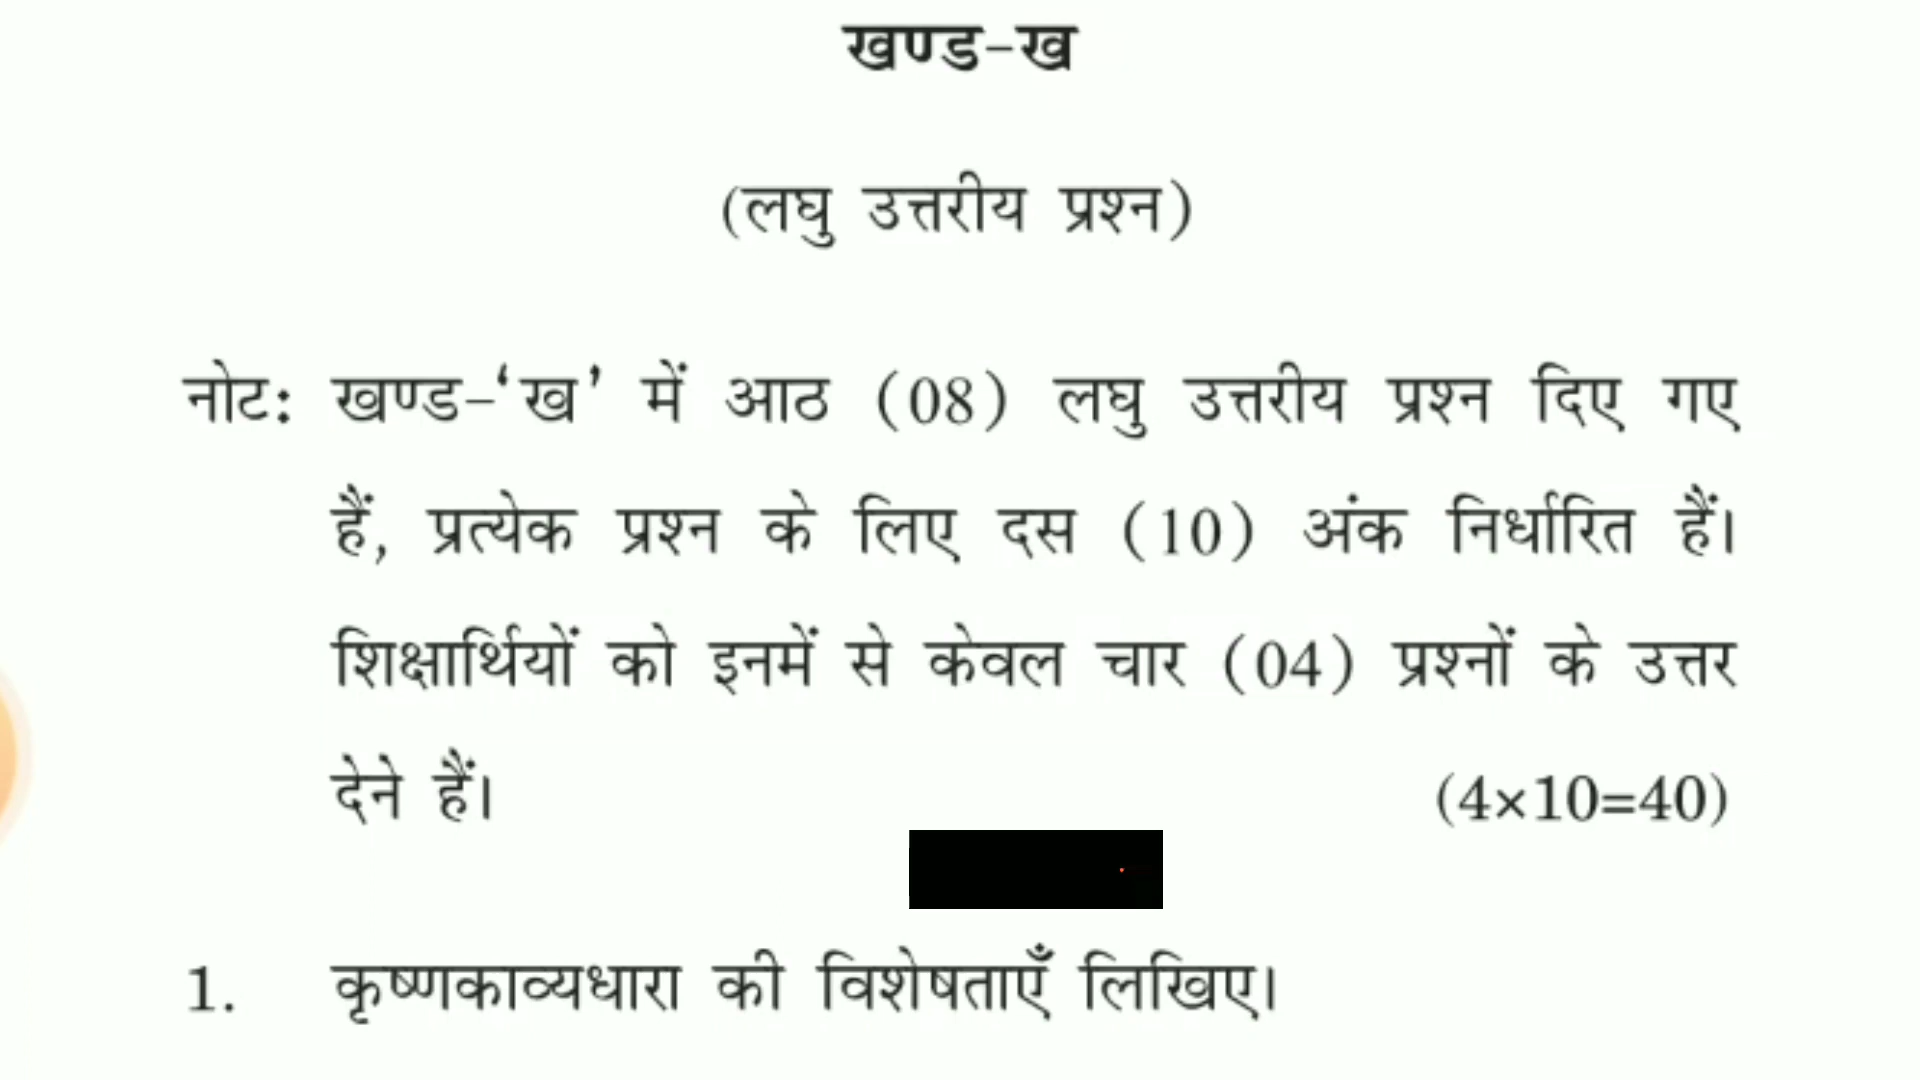 खण्ड-ख
(लघु उत्तरीय प्रश्न)
नोट: खण्ड-‘ख’ में आठ (08) लघु उत्तरीय प्रश्न दिए गए
हैं, प्रत्येक प्रश्न के लिए दस (10) अंक निर्धारित हैं।
शिक्षार्थियों को इनमें से केवल चार (04) प्रश्नों के उत्तर
देने हैं। (4×10=40)
1. कृष्णकाव्यधारा की विशेषताएँ लिखिए।